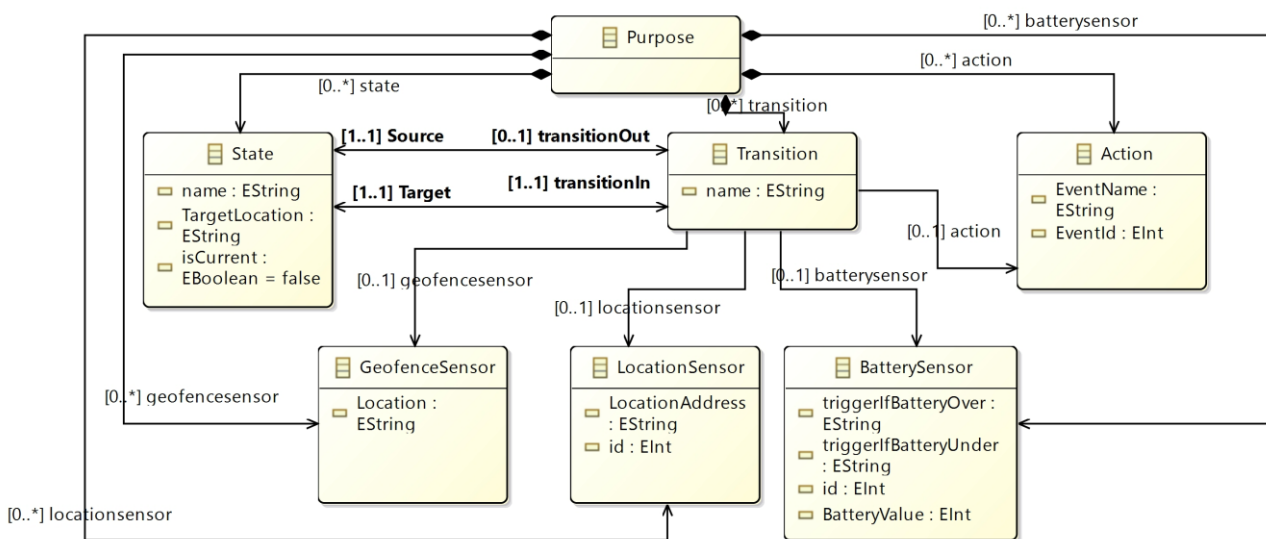 Purpose
[0..*] batterysensor
[0..*] state
[0..*] action
[0..*] transition
State
name : EString
TargetLocation :
EString
isCurrent :
EBoolean = false
[1..1] Source
[0..1] transitionOut
[1..1] Target
[1..1] transitionIn
Transition
name : EString
Action
EventName :
EString
EventId : EInt
[0..1] action
[0..1] geofencesensor
[0..1] locationsensor
[0..1] batterysensor
[0..*] geofencesensor
GeofenceSensor
Location :
EString
LocationSensor
LocationAddress
: EString
id : EInt
BatterySensor
triggerIfBatteryOver :
EString
triggerIfBatteryUnder
: EString
id : EInt
BatteryValue : EInt
[0..*] locationsensor